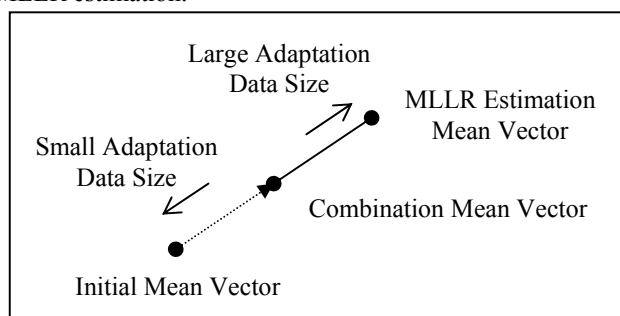 MLLR estimation.
Large Adaptation
Data Size
MLLR Estimation
Mean Vector
Small Adaptation
Data Size
Combination Mean Vector
Initial Mean Vector